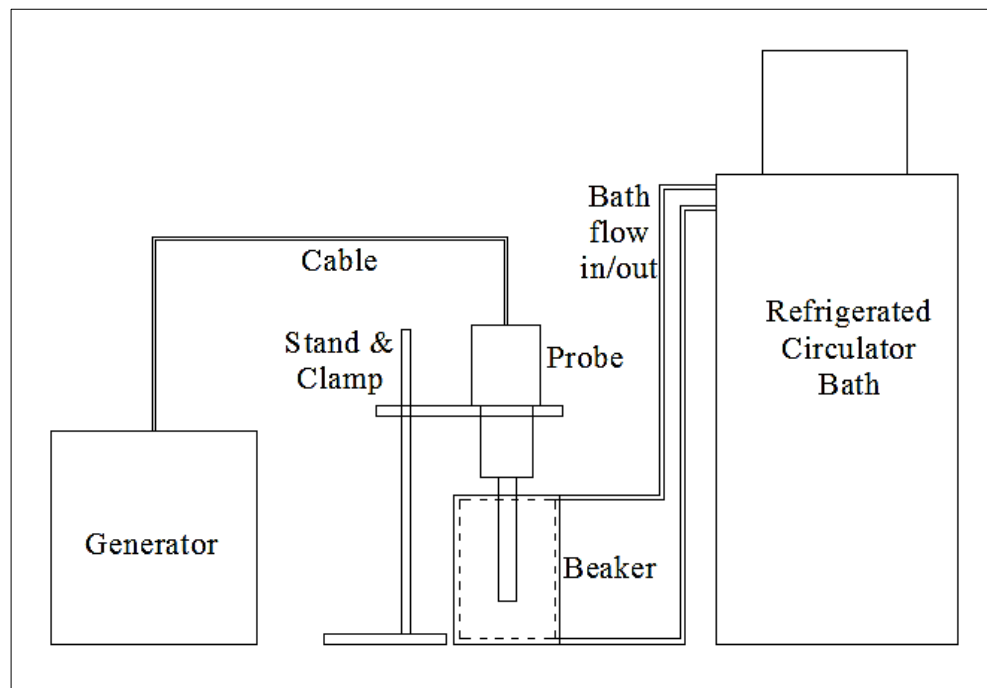 Bath
flow
in/out
Cable
Refrigerated
Circulator
Bath
Stand &
Clamp
Probe
Generator
Beaker